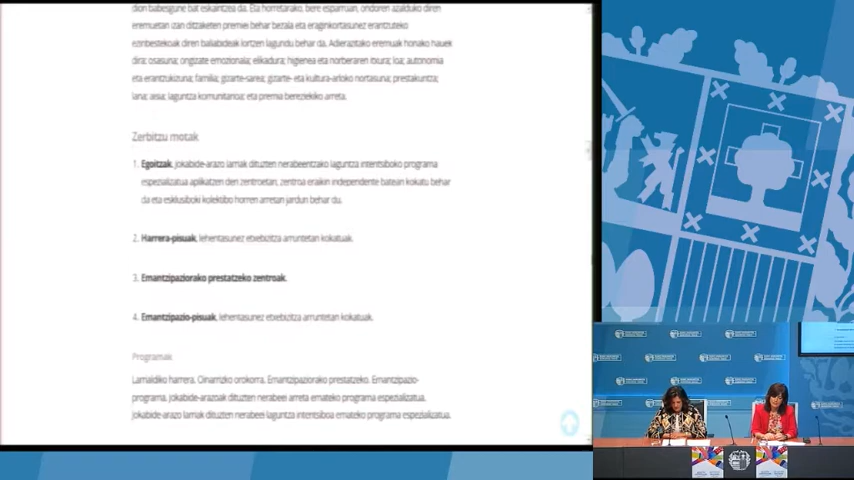 dion babesgune bat eskaintzea da. Eta horretarako, bere esparruan, ondoren azalduko diren
eremuetan izan ditzaketen premiei behar bezala eta eraginkortasunez erantzuteko
ezinbestekoak diren baliabideak lortzen lagundu behar da. Adierazitako eremuak honako hauek
dira: osasuna; ongizate emozionala; elikadura; higienea eta norberaren itxura; loa; autonomia
eta erantzukizuna; familia; gizarte-sarea; gizarte- eta kultura-arloko nortasuna; prestakuntza;
lana; aisia; laguntza komunitarioa; eta premia bereziekiko arreta.
Zerbitzu motak
1. Egoitzak, jokabide-arazo larriak dituzten nerabeentzako laguntza intentsiboko programa
espezializatua aplikatzen den zentroetan, zentroa eraikin independente batean kokatu behar
da eta esklusiboki kolektibo horren arretan jardun behar du.
2. Harrera-pisuak, lehentasunez etxebizitza arruntetan kokatuak.
3. Emantzipaziorako prestatzeko zentroak.
4. Emantzipazio-pisuak, lehentasunez etxebizitza arruntetan kokatuak.
Programak
Larrialdiko harrera. Oinarrizko orokorra. Emantzipaziorako prestatzeko. Emantzipazio-
programa. Jokabide-arazoak dituzten nerabeei arreta emateko programa espezializatua.
Jokabide-arazo larriak dituzten nerabeei laguntza intentsiboa emateko programa espezializatua.